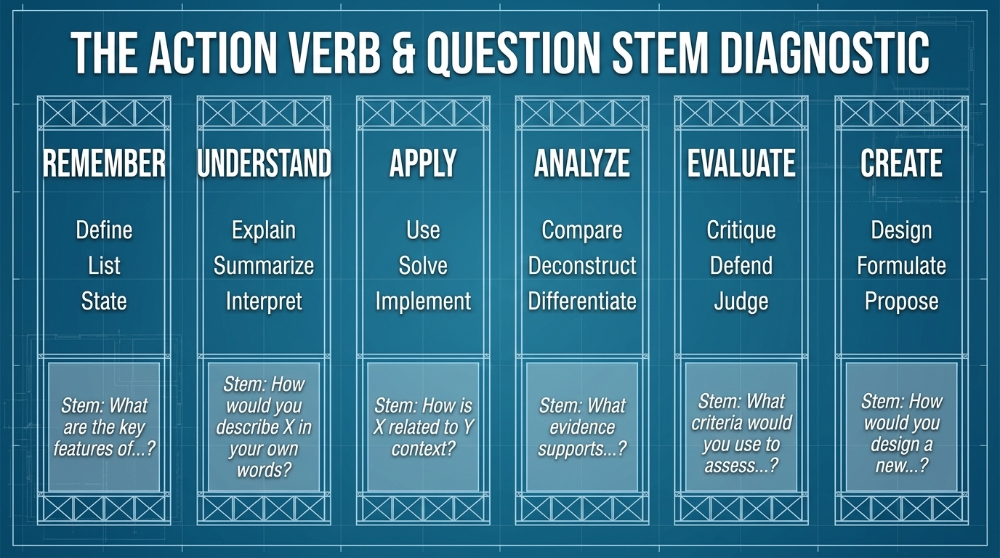 THE ACTION VERB & QUESTION STEM DIAGNOSTIC
REMEMBER
Define
List
State
Stem: What
are the key
features of...?
UNDERSTAND
Explain
Summarize
Interpret
Stem: How
would you
describe X in
your own
words?
APPLY
Use
Solve
Implement
Stem: How is
X related to Y
context?
ANALYZE
Compare
Deconstruct
Differentiate
Stem: What
evidence
supports...?
EVALUATE
Critique
Defend
Judge
Stem: What
criteria would
you use to
assess...?
CREATE
Design
Formulate
Propose
Stem: How
would you
design a
new...?